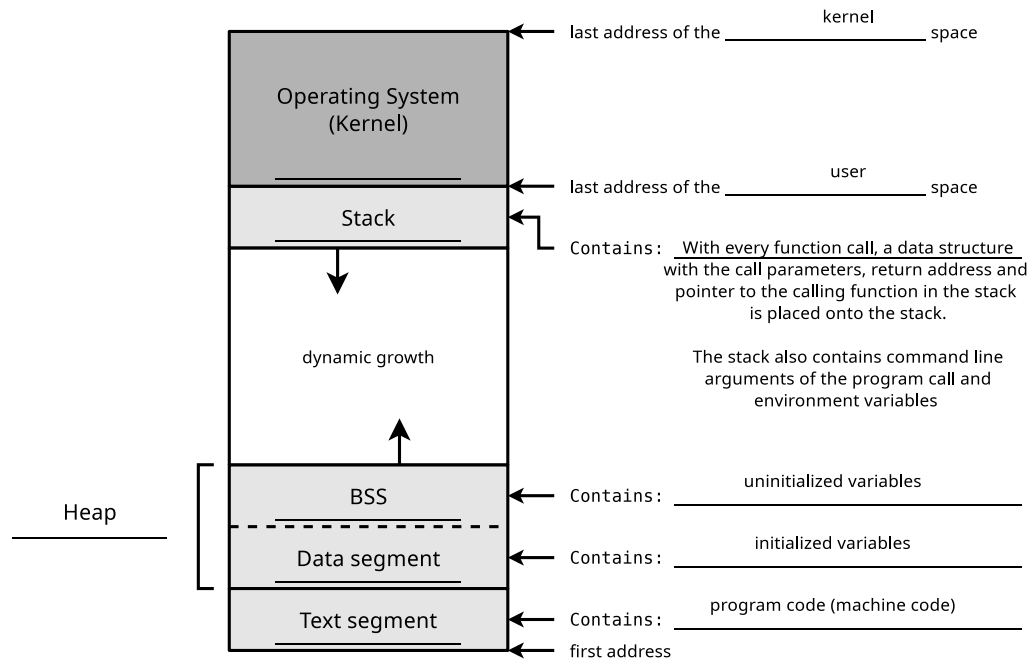 kernel
last address of the space
Operating System
(Kernel)
user
last address of the space
Stack
Contains: With every function call, a data structure
with the call parameters, return address and
pointer to the calling function in the stack
is placed onto the stack.
The stack also contains command line
arguments of the program call and
environment variables
dynamic growth
Heap
BSS
uninitialized variables
Contains:
Data segment
initialized variables
Contains:
Text segment
program code (machine code)
Contains:
first address